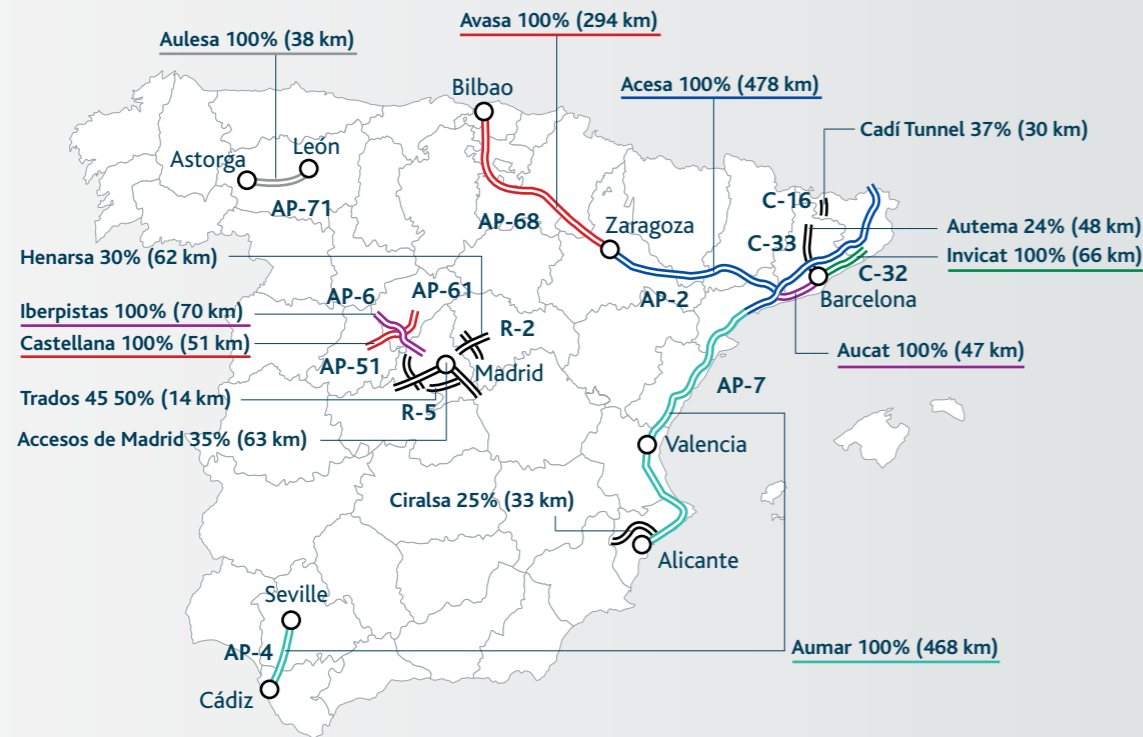 Avasa 100% (294 km)
Aulesa 100% (38 km)
Bilbao
Acesa 100% (478 km)
Cadí Tunnel 37% (30 km)
León
Astorga
AP-71
AP-68
C-16
Zaragoza
Autema 24% (48 km)
C-33
Henarsa 30% (62 km)
Invicat 100% (66 km)
C-32
AP-6
AP-61
AP-2
Barcelona
Iberpistas 100% (70 km)
R-2
Castellana 100% (51 km)
Aucat 100% (47 km)
AP-51
Madrid
AP-7
Trados 45 50% (14 km)
R-5
Accesos de Madrid 35% (63 km)
Valencia
Ciralsa 25% (33 km)
Alicante
Seville
Aumar 100% (468 km)
AP-4
Cádiz